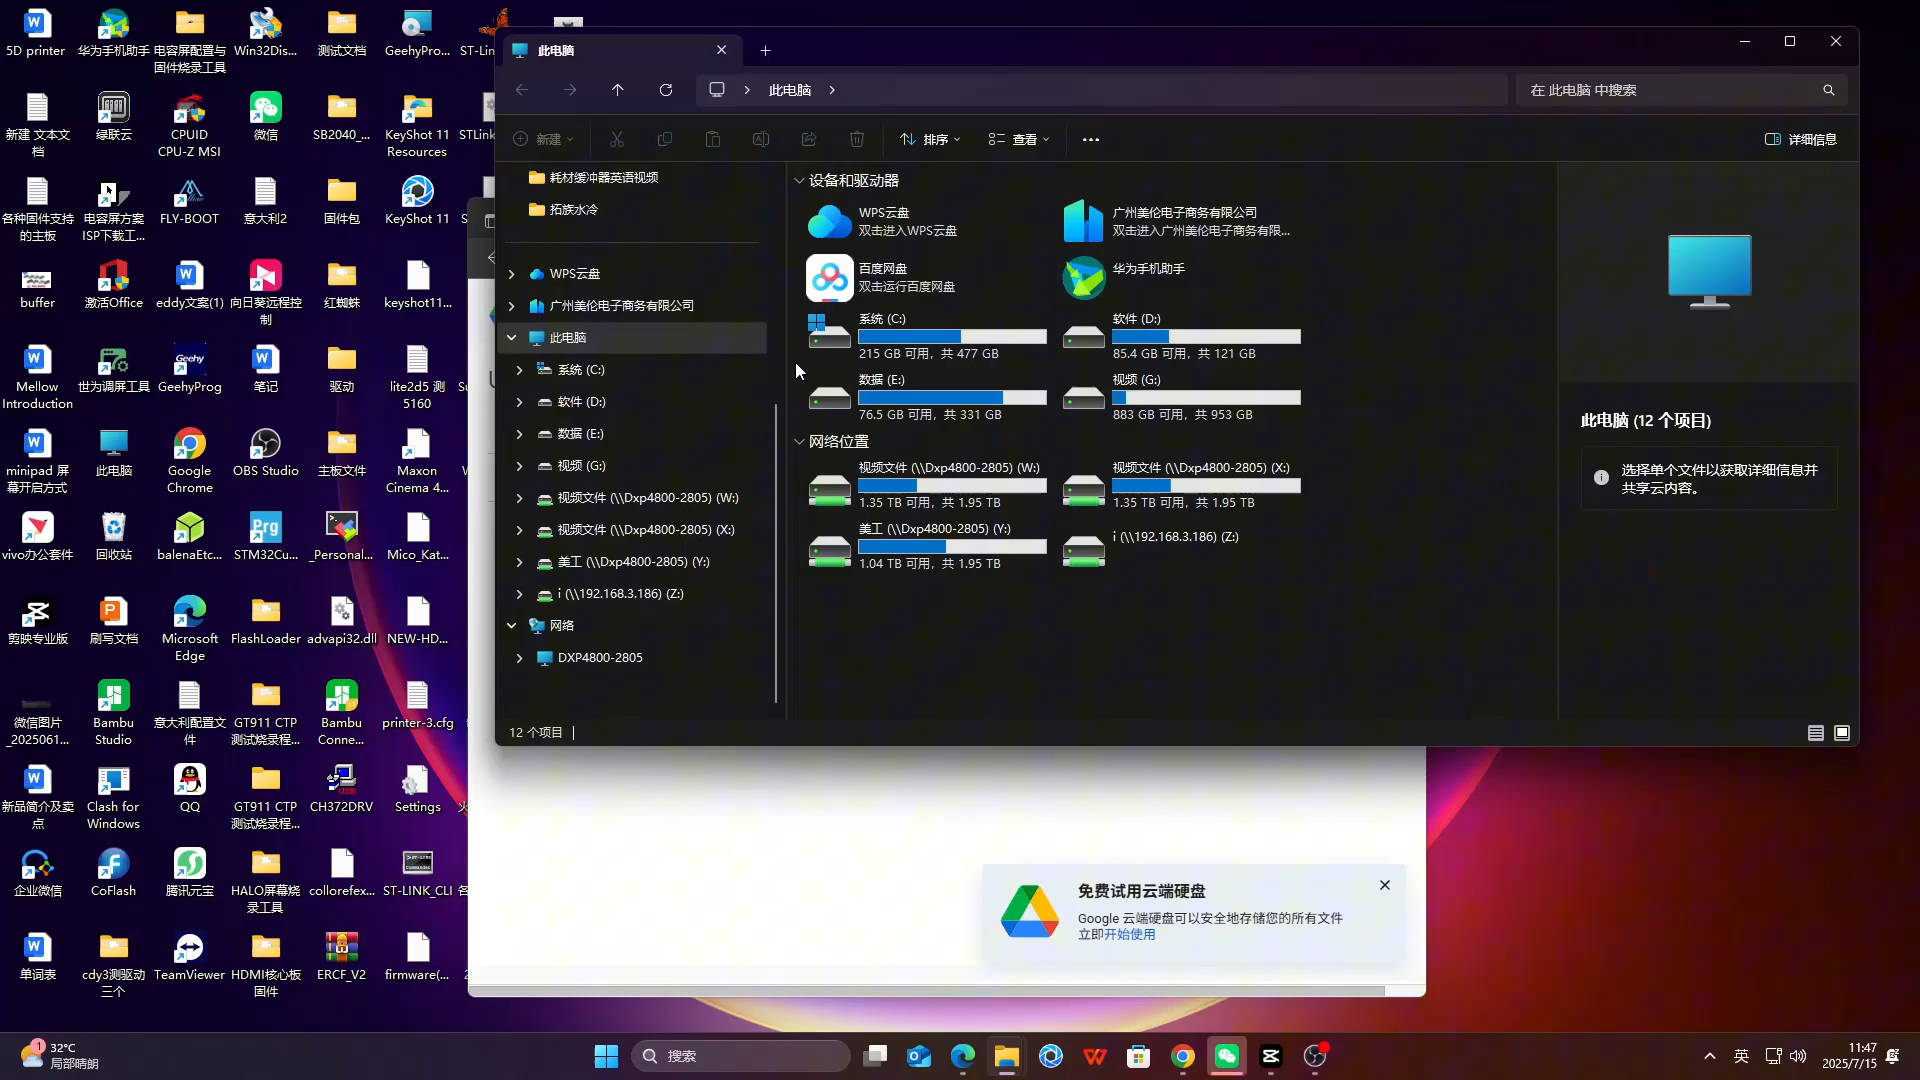 5D printer
华为手机助手
电容屏配置与
固件烧录工具
Win32Dis...
测试文档
GeehyPro...
新建 文本文
档
绿联云
CPUID
CPU-Z MSI
微信
SB2040_...
KeyShot 11
Resources
各种固件支持
的主板
电容屏方案
ISP下载工...
FLY-BOOT
意大利2
固件包
KeyShot 11
buffer
激活Office
eddy文案(1)
向日葵远程控
制
红蜘蛛
keyshot11...
Mellow
Introduction
世为调屏工具
GeehyProg
笔记
驱动
lite2d5 测
5160
minipad 屏
幕开启方式
此电脑
Google
Chrome
OBS Studio
主板文件
Maxon
Cinema 4...
vivo办公套件
回收站
balenaEtc...
STM32Cu...
_Personal...
Mico_Kat...
剪映专业版
刷写文档
Microsoft
Edge
FlashLoader
advapi32.dll
NEW-HD...
微信图片
_2025061...
Bambu
Studio
意大利配置文
件
GT911 CTP
测试烧录程...
Bambu
Conne...
printer-3.cfg
新品简介及卖
点
Clash for
Windows
QQ
GT911 CTP
测试烧录程...
CH372DRV
Settings
企业微信
CoFlash
腾讯元宝
HALO屏幕烧
录工具
collorefex...
ST-LINK_CLI
单词表
cdy3测驱动
三个
TeamViewer
HDMI核心板
固件
ERCF_V2
firmware(...
此电脑
此电脑
在 此电脑 中搜索
新建
排序
查看
详细信息
耗材缓冲器英语视频
拓族水冷
WPS云盘
广州美伦电子商务有限公司
此电脑
系统 (C:)
软件 (D:)
数据 (E:)
视频 (G:)
视频文件 (\\Dxp4800-2805) (W:)
视频文件 (\\Dxp4800-2805) (X:)
美工 (\\Dxp4800-2805) (Y:)
i (\\192.168.3.186) (Z:)
网络
DXP4800-2805
设备和驱动器
WPS云盘
双击进入WPS云盘
广州美伦电子商务有限公司
双击进入广州美伦电子商务有限...
百度网盘
双击运行百度网盘
华为手机助手
系统 (C:)
215 GB 可用，共 477 GB
软件 (D:)
85.4 GB 可用，共 121 GB
数据 (E:)
76.5 GB 可用，共 331 GB
视频 (G:)
883 GB 可用，共 953 GB
网络位置
视频文件 (\\Dxp4800-2805) (W:)
1.35 TB 可用，共 1.95 TB
视频文件 (\\Dxp4800-2805) (X:)
1.35 TB 可用，共 1.95 TB
美工 (\\Dxp4800-2805) (Y:)
1.04 TB 可用，共 1.95 TB
i (\\192.168.3.186) (Z:)
此电脑 (12 个项目)
选择单个文件以获取详细信息并
共享云内容。
12 个项目
免费试用云端硬盘
Google 云端硬盘可以安全地存储您的所有文件
立即开始使用
1
32°C
局部晴朗
搜索
英
11:47
2025/7/15